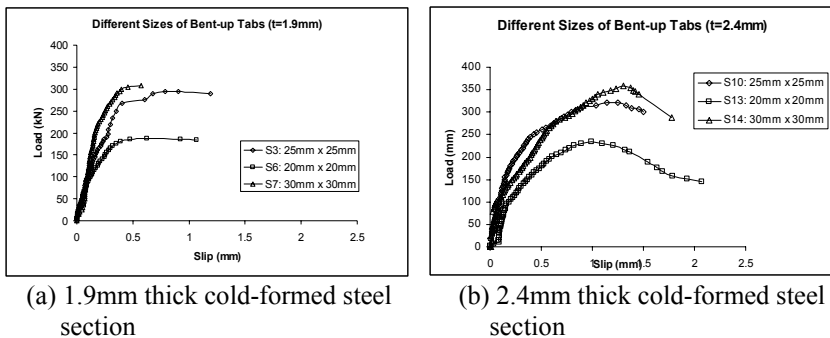 Different Sizes of Bent-up Tabs (t=1.9mm)
Load (kN)
400
350
300
250
200
150
100
50
0
0
0.5
1
1.5
2
2.5
Slip (mm)
S3: 25mm x 25mm
S6: 20mm x 20mm
S7: 30mm x 30mm
(a) 1.9mm thick cold-formed steel
section
Different Sizes of Bent-up Tabs (t=2.4mm)
Load (mm)
400
350
300
250
200
150
100
50
0
0
0.5
1
1.5
2
2.5
Slip (mm)
S10: 25mm x 25mm
S13: 20mm x 20mm
S14: 30mm x 30mm
(b) 2.4mm thick cold-formed steel
section